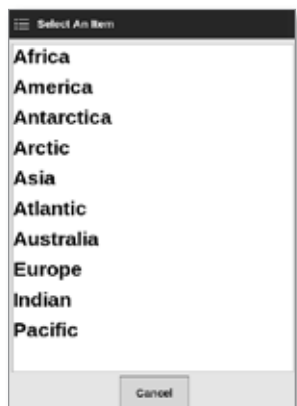 Select An Item
Africa
America
Antarctica
Arctic
Asia
Atlantic
Australia
Europe
Indian
Pacific
Cancel